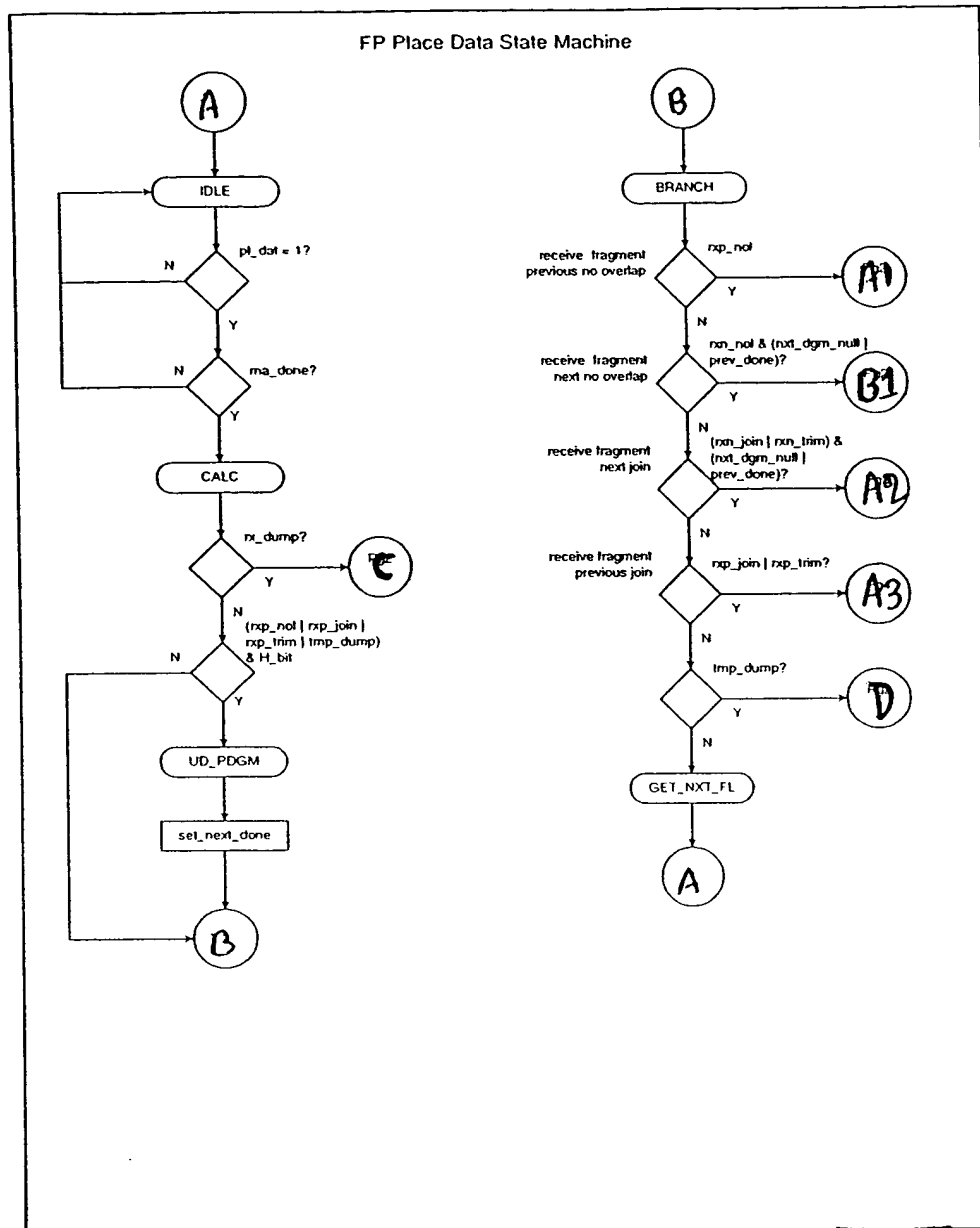 FP Place Data State Machine
A
IDLE
pl_dat = 1?
N
Y
N
ma_done?
Y
CALC
rx_dump?
Y
C
N
(rxp_nol | rxp_join |
rxp_trim | tmp_dump)
& H_bit
N
Y
UD_PDGM
set_next_done
B
B
BRANCH
rxp_nol
receive fragment
previous no overlap
Y
A1
N
rxn_nol & (nxt_dgm_null |
prev_done)?
receive fragment
next no overlap
Y
B1
N
(rxn_join | rxn_trim) &
(nxt_dgm_null |
prev_done)?
receive fragment
next join
Y
A2
N
receive fragment
previous join
rxp_join | rxp_trim?
Y
A3
N
tmp_dump?
Y
D
N
GET_NXT_FL
A